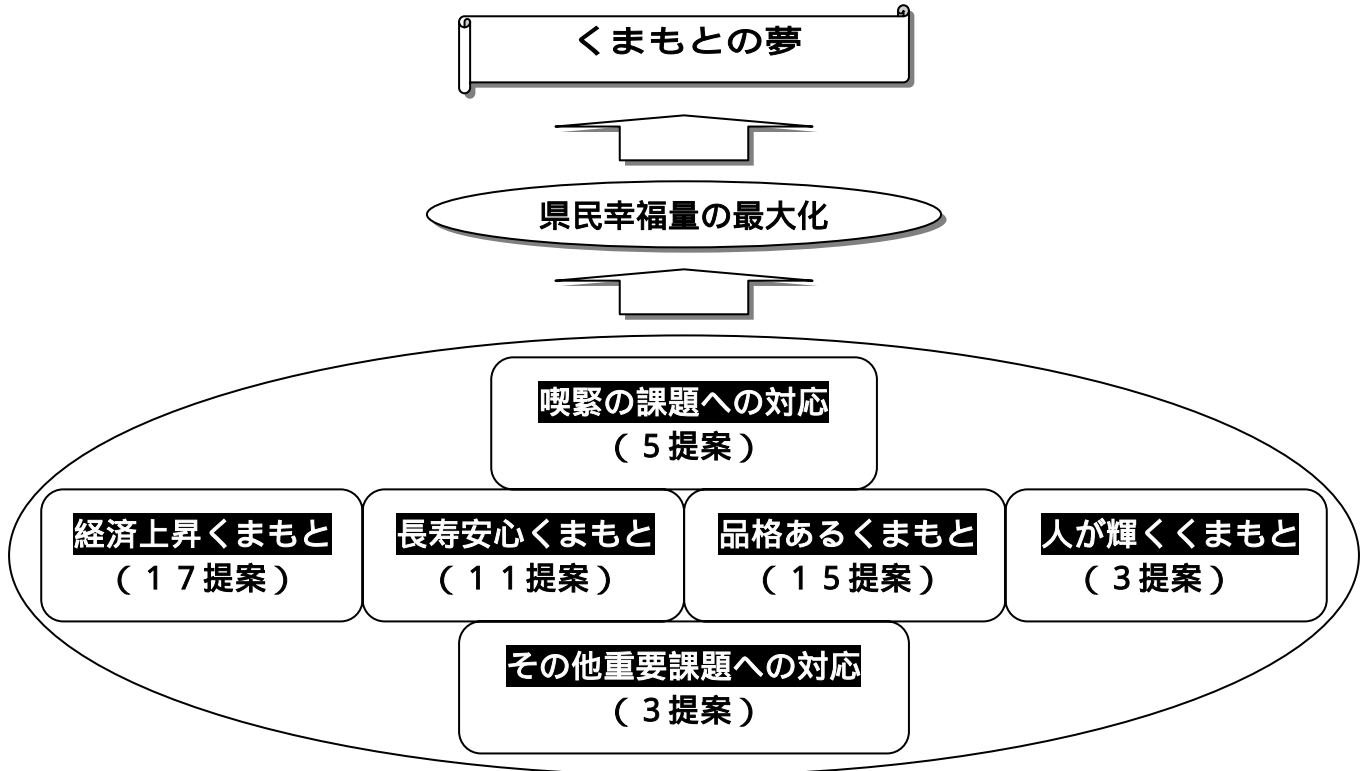 くまもとの夢
県民幸福量の最大化
喫緊の課題への対応
（５提案）
経済上昇くまもと
（１７提案）
長寿安心くまもと
（１１提案）
品格あるくまもと
（１５提案）
人が輝くくまもと
（３提案）
その他重要課題への対応
（３提案）